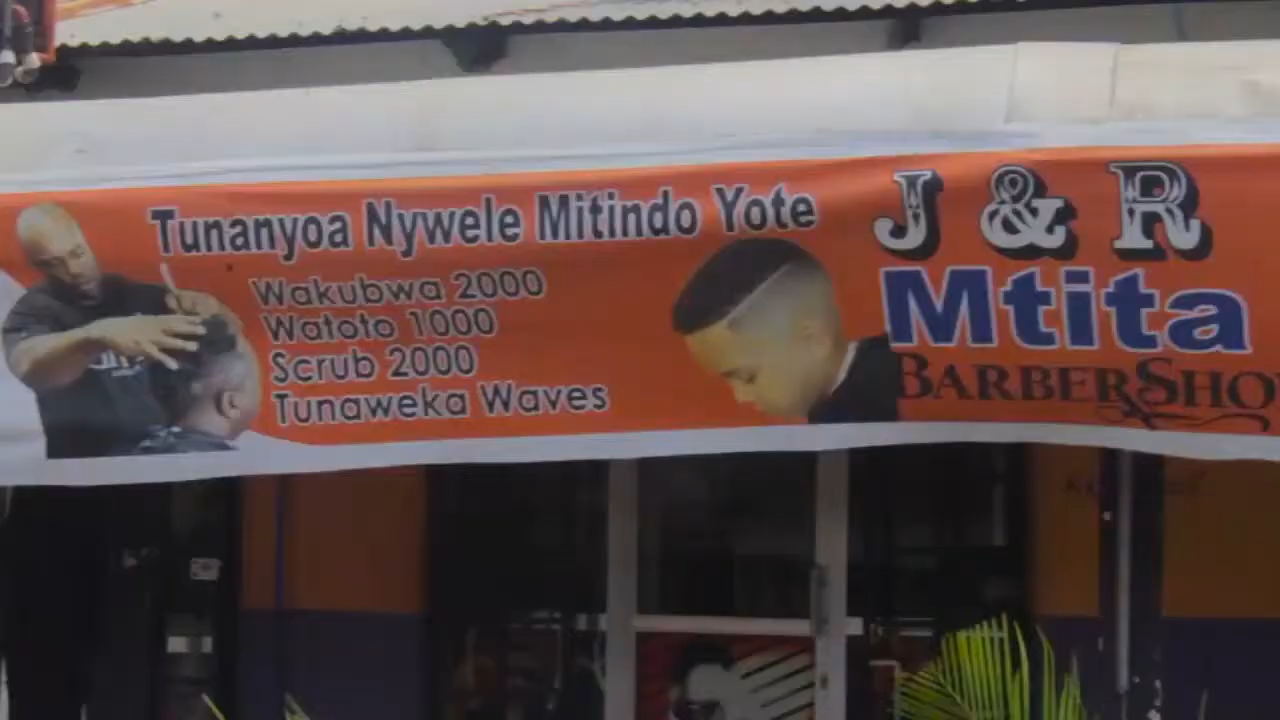 Tunanyoa Nywele Mitindo Yote
Wakubwa 2000
Watoto 1000
Scrub 2000
Tunaweka Waves
J & R
Mtita
BARBERSHO